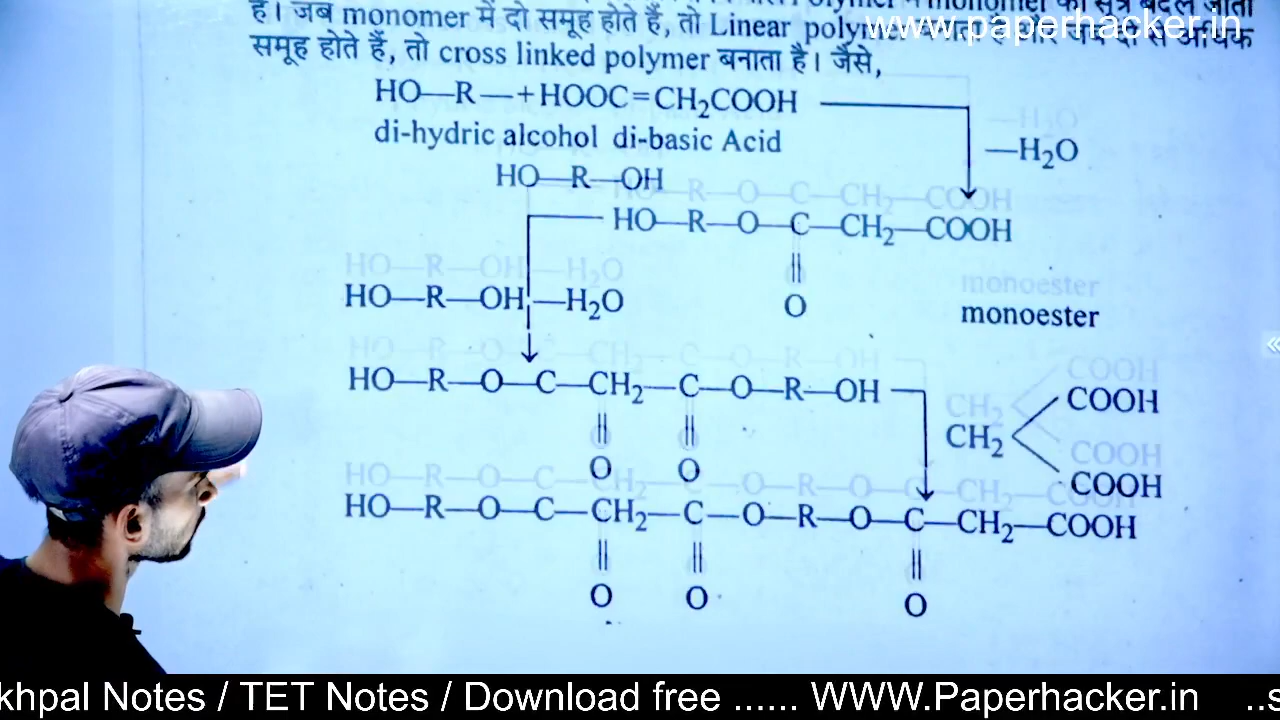 www.paperhacker.in
है। जब monomer में दो समूह होते हैं, तो Linear
समूह होते हैं, तो cross linked polymer बनाता है। जैसे,
HO—R—+HOOC=CH₂COOH
di-hydric alcohol di-basic Acid
—H₂O
HO—R—OH
HO—R—O—C—CH₂—COOH
||
O
HO—R—OH —H₂O
monoester
HO—R—O—C—CH₂—C—O—R—OH
|| ||
O O
COOH
CH₂
COOH
HO—R—O—C—CH₂—C—O—R—O—C—CH₂—COOH
|| || ||
O O O
khpal Notes / TET Notes / Download free ...... WWW.Paperhacker.in ..s